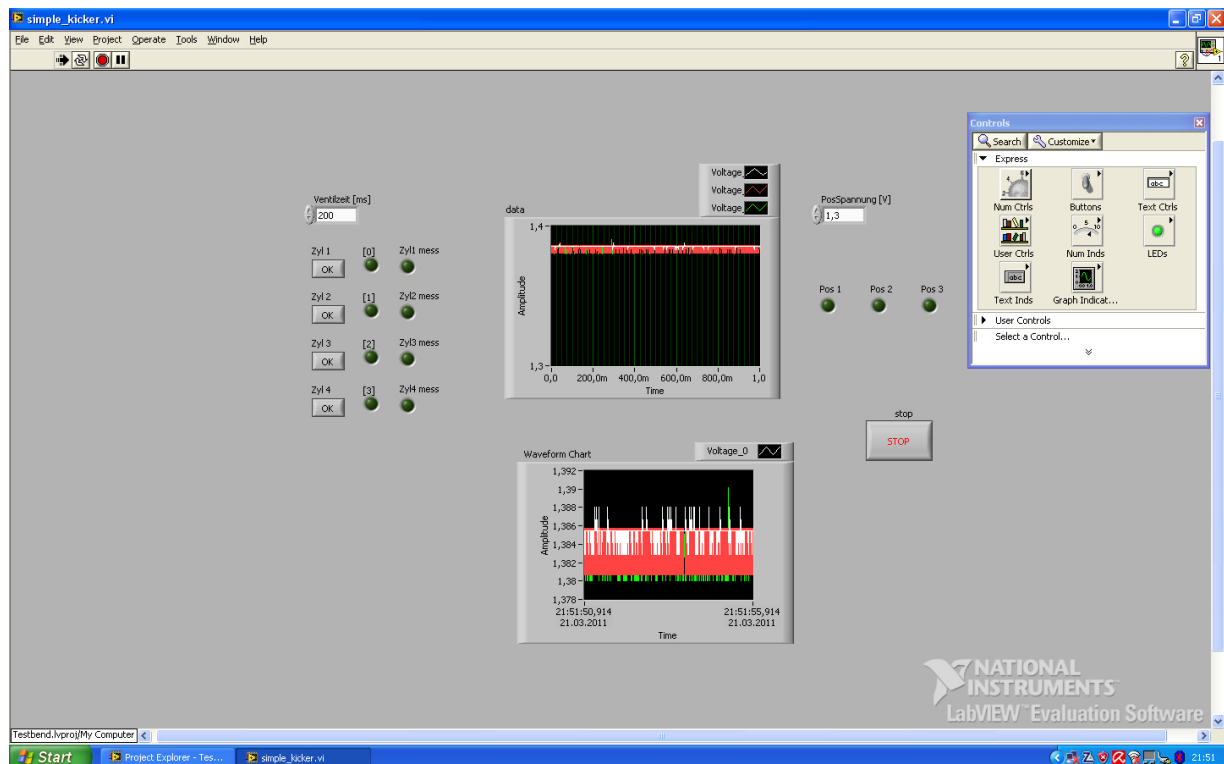 simple_kicker.vi
File Edit View Project Operate Tools Window Help
1
Controls
Search Customize
Express
Num Ctrls Buttons Text Ctrls
User Ctrls Num Inds LEDs
Text Inds Graph Indicat...
User Controls
Select a Control...
Ventilzeit [ms]
200
Zyl 1 [0] Zyl1 mess
OK
Zyl 2 [1] Zyl2 mess
OK
Zyl 3 [2] Zyl3 mess
OK
Zyl 4 [3] Zyl4 mess
OK
data
Voltage
Voltage
Voltage
1,4
1,3
Amplitude
0,0 200,0m 400,0m 600,0m 800,0m 1,0
Time
PosSpannung [V]
1,3
Pos 1 Pos 2 Pos 3
stop
STOP
Waveform Chart
Voltage_0
1,392
1,39
1,388
1,386
1,384
1,382
1,38
1,378
Amplitude
21:51:50,914 21:51:55,914
21.03.2011 21.03.2011
Time
NATIONAL
INSTRUMENTS
LabVIEW Evaluation Software
Testbend.lvproj/My Computer
Start Project Explorer - Tes... simple_kicker.vi 21:51